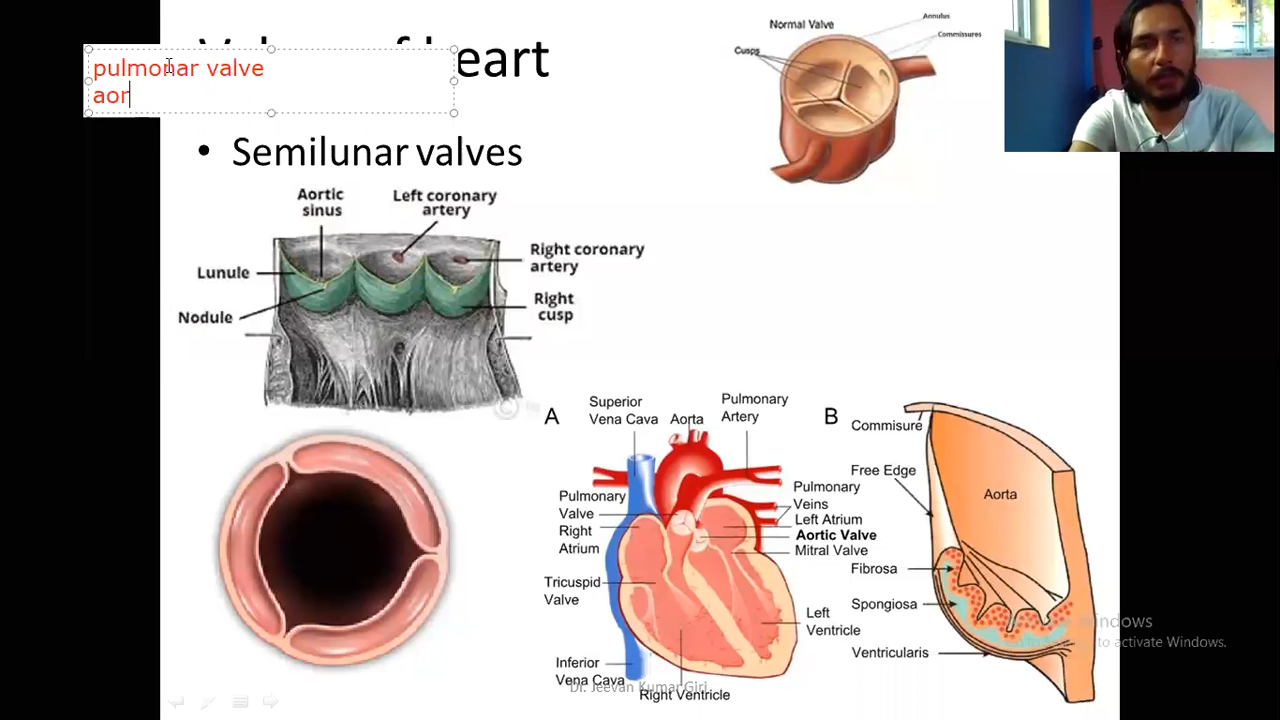 Valves of heart
pulmonar valve
aor
• Semilunar valves
Normal Valve
Annulus
Commissures
Cusps
Aortic
sinus
Left coronary
artery
Lunule
Nodule
Right coronary
artery
Right
cusp
A
Superior
Vena Cava
Aorta
Pulmonary
Artery
Pulmonary
Valve
Right
Atrium
Tricuspid
Valve
Inferior
Vena Cava
Pulmonary
Veins
Left Atrium
Aortic Valve
Mitral Valve
Left
Ventricle
Right Ventricle
B
Commisure
Free Edge
Aorta
Fibrosa
Spongiosa
Ventricularis
Dr. Jeevan Kumar Giri
Windows
to activate Windows.